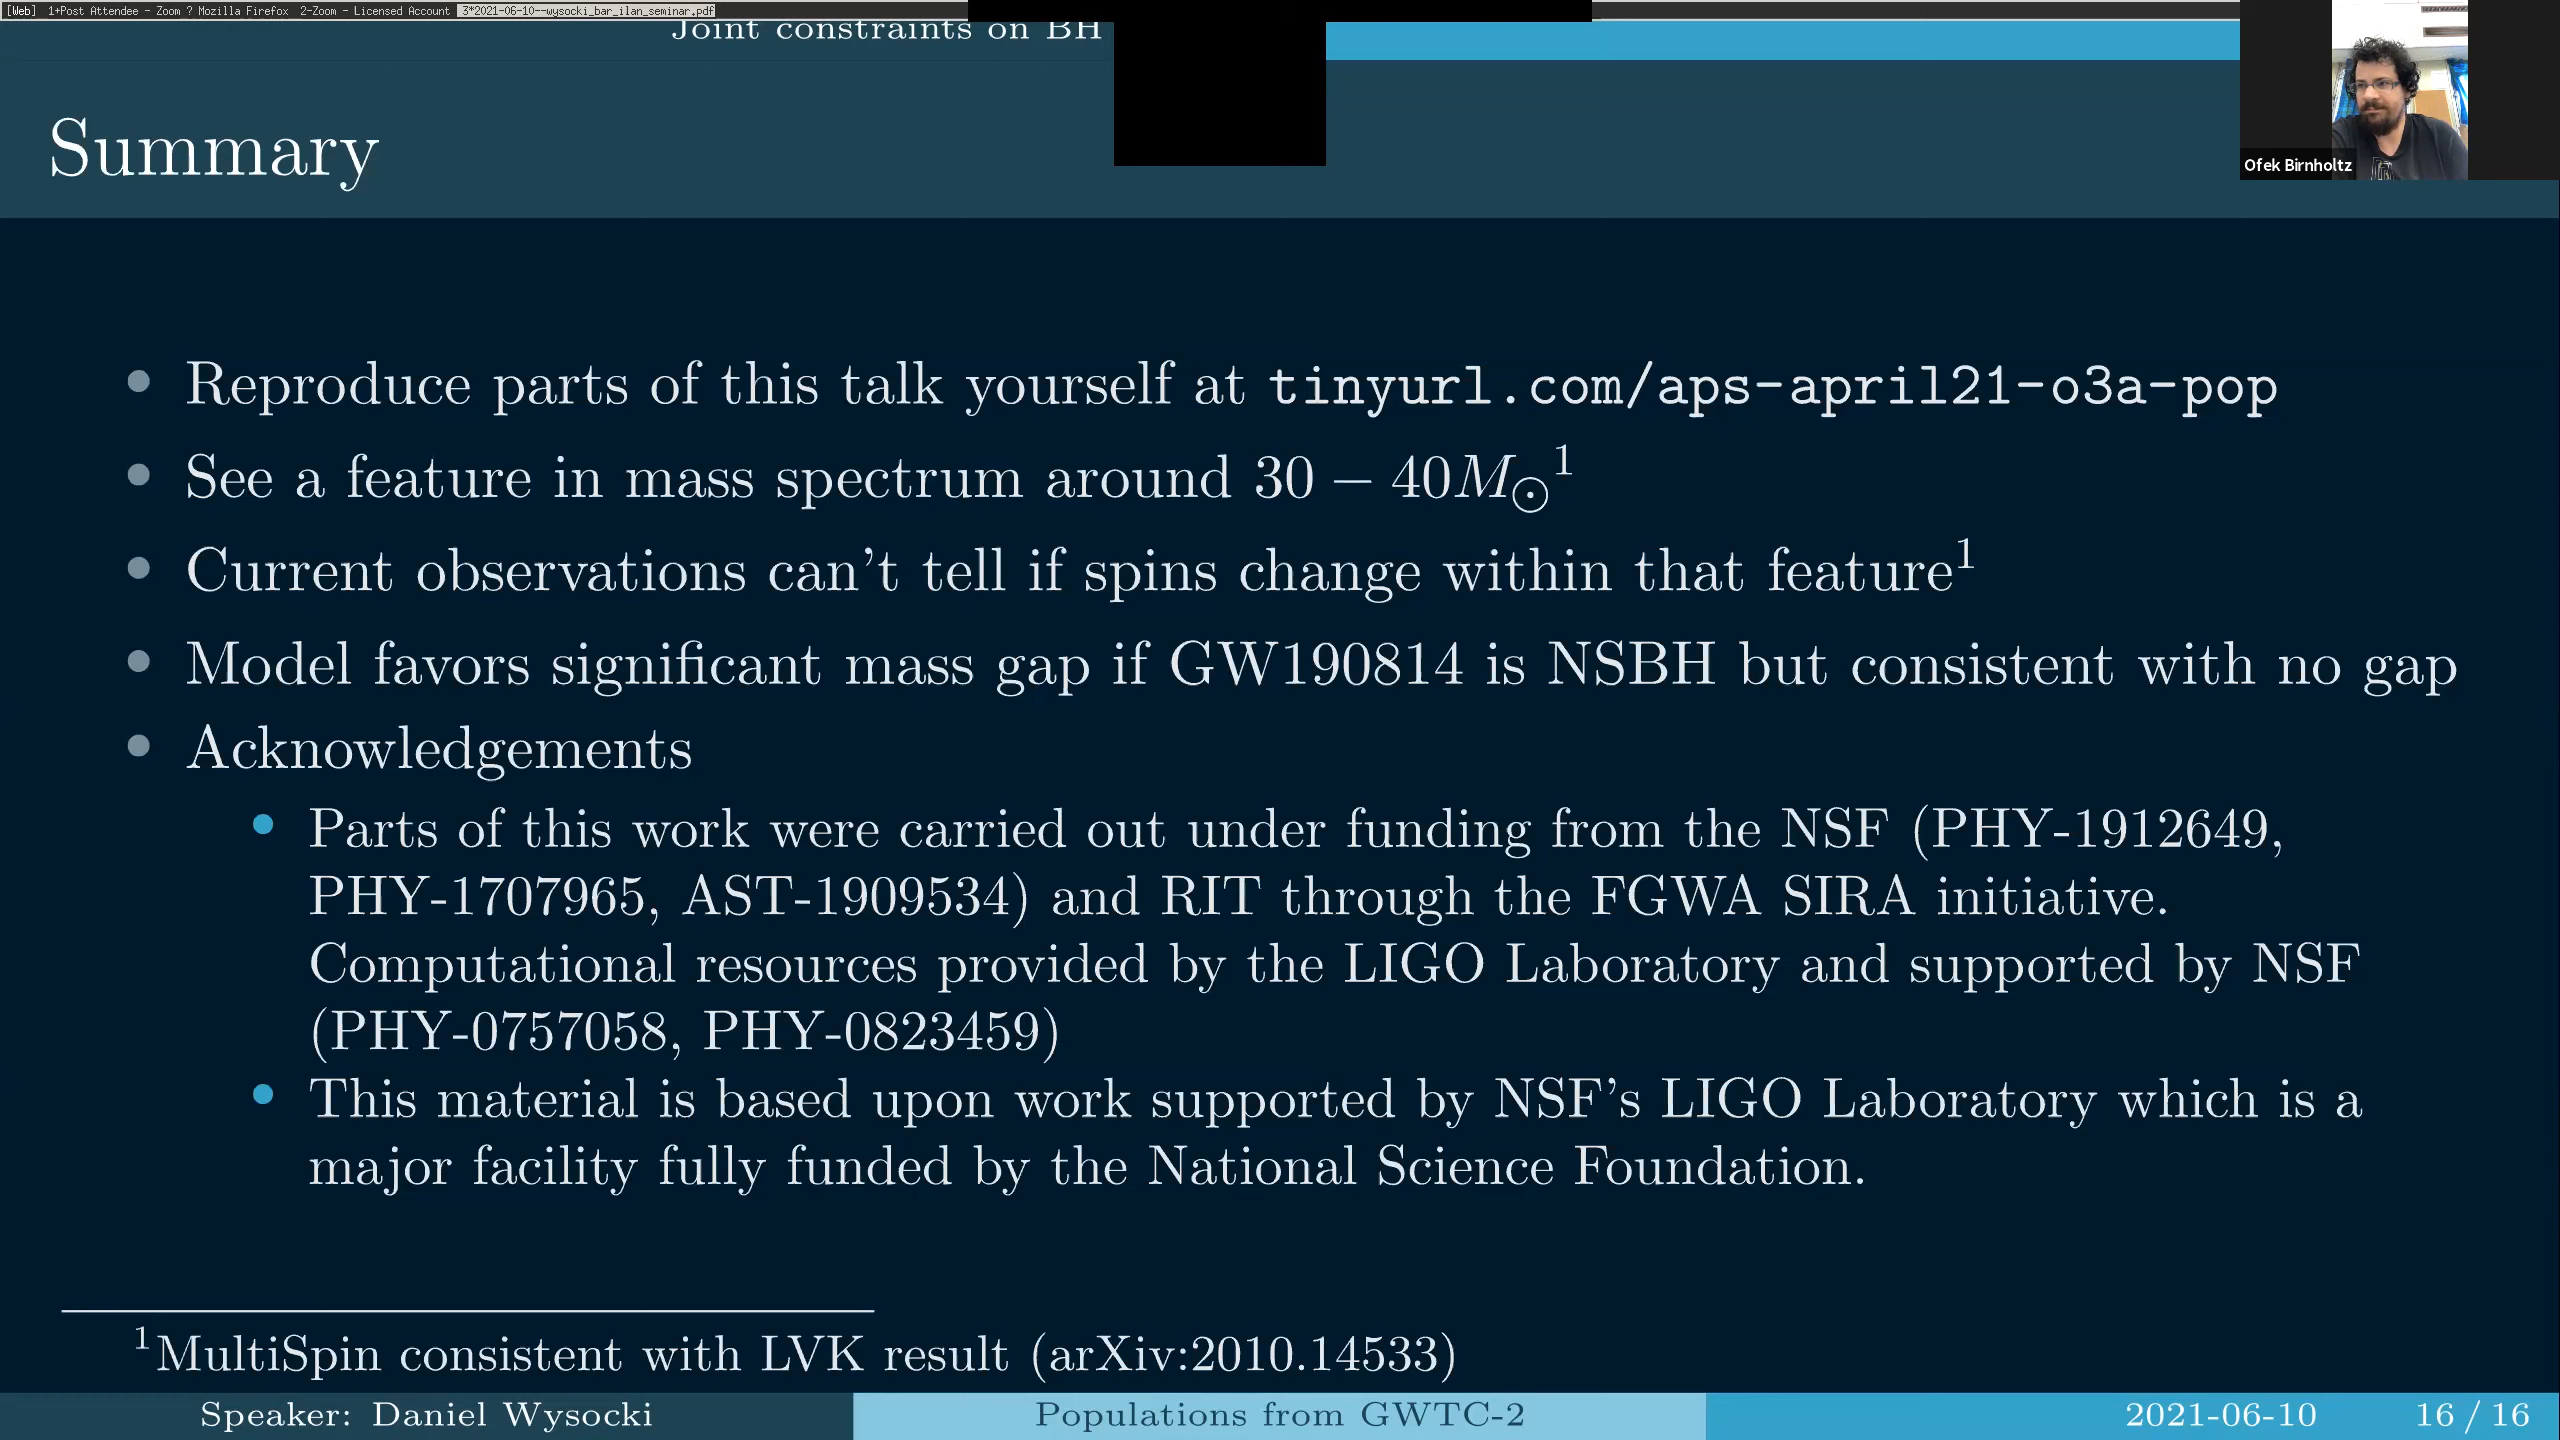 [Web] 1+Post Attendee - Zoom ? Mozilla Firefox 2-Zoom - Licensed Account 3*2021-06-10--wysocki_bar_ilan_seminar.pdf
Joint constraints on BH
Summary
Ofek Birnholtz
• Reproduce parts of this talk yourself at tinyurl.com/aps-april21-o3a-pop
• See a feature in mass spectrum around 30 − 40M⊙¹
• Current observations can't tell if spins change within that feature¹
• Model favors significant mass gap if GW190814 is NSBH but consistent with no gap
• Acknowledgements
• Parts of this work were carried out under funding from the NSF (PHY-1912649,
PHY-1707965, AST-1909534) and RIT through the FGWA SIRA initiative.
Computational resources provided by the LIGO Laboratory and supported by NSF
(PHY-0757058, PHY-0823459)
• This material is based upon work supported by NSF's LIGO Laboratory which is a
major facility fully funded by the National Science Foundation.
¹MultiSpin consistent with LVK result (arXiv:2010.14533)
Speaker: Daniel Wysocki Populations from GWTC-2 2021-06-10 16 / 16